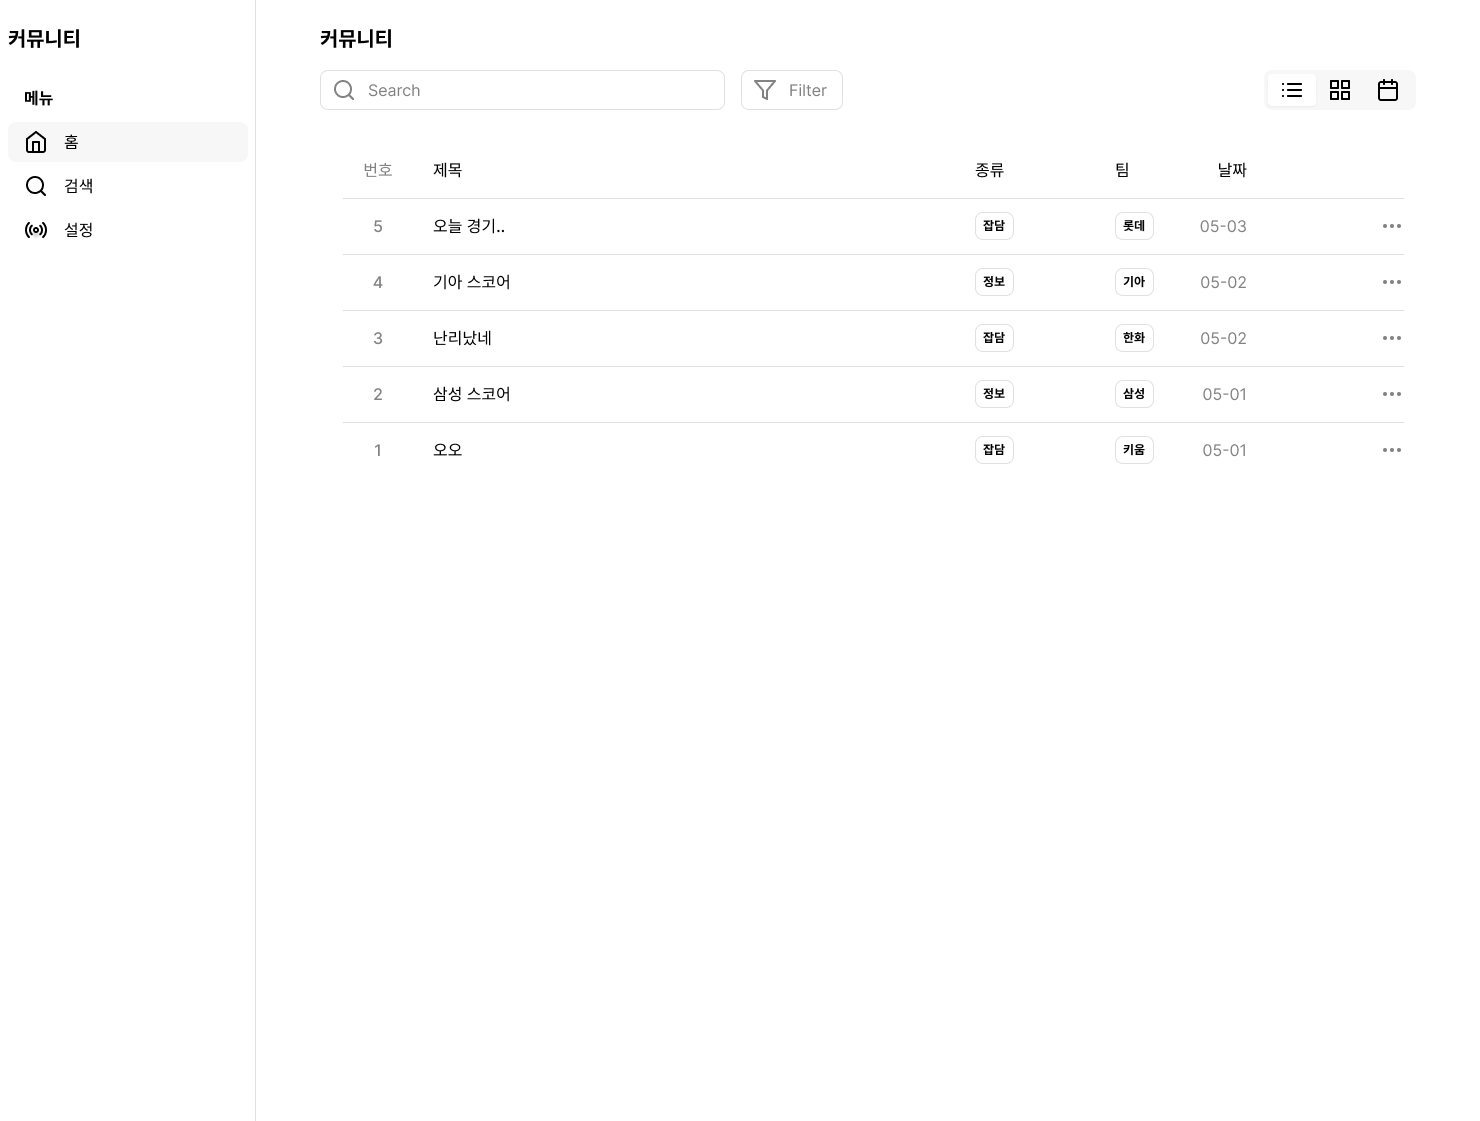 커뮤니티
메뉴
홈
검색
설정
커뮤니티
Search
Filter
번호 제목 종류 팀 날짜
5 오늘 경기.. 잡담 롯데 05-03
4 기아 스코어 정보 기아 05-02
3 난리났네 잡담 한화 05-02
2 삼성 스코어 정보 삼성 05-01
1 오오 잡담 키움 05-01